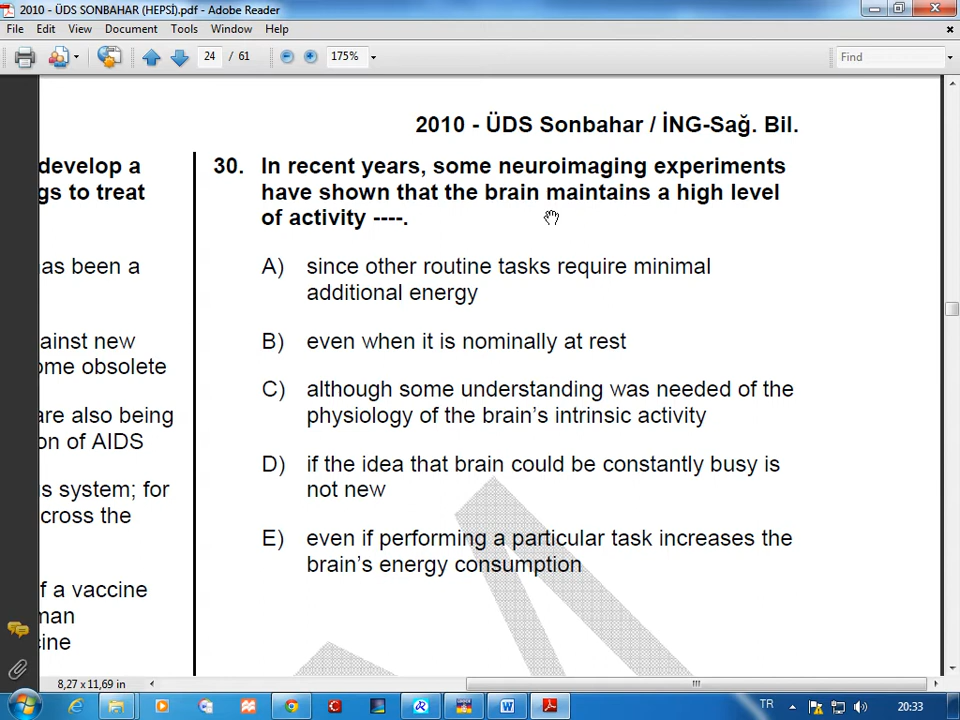 2010 - ÜDS SONBAHAR (HEPSİ).pdf - Adobe Reader
File Edit View Document Tools Window Help
24 / 61 175% Find
2010 - ÜDS Sonbahar / İNG-Sağ. Bil.
develop a
gs to treat
as been a
ainst new
ome obsolete
are also being
on of AIDS
s system; for
cross the
f a vaccine
man
cine
30. In recent years, some neuroimaging experiments
have shown that the brain maintains a high level
of activity ----.
A) since other routine tasks require minimal
additional energy
B) even when it is nominally at rest
C) although some understanding was needed of the
physiology of the brain's intrinsic activity
D) if the idea that brain could be constantly busy is
not new
E) even if performing a particular task increases the
brain's energy consumption
8,27 x 11,69 in
TR 20:33